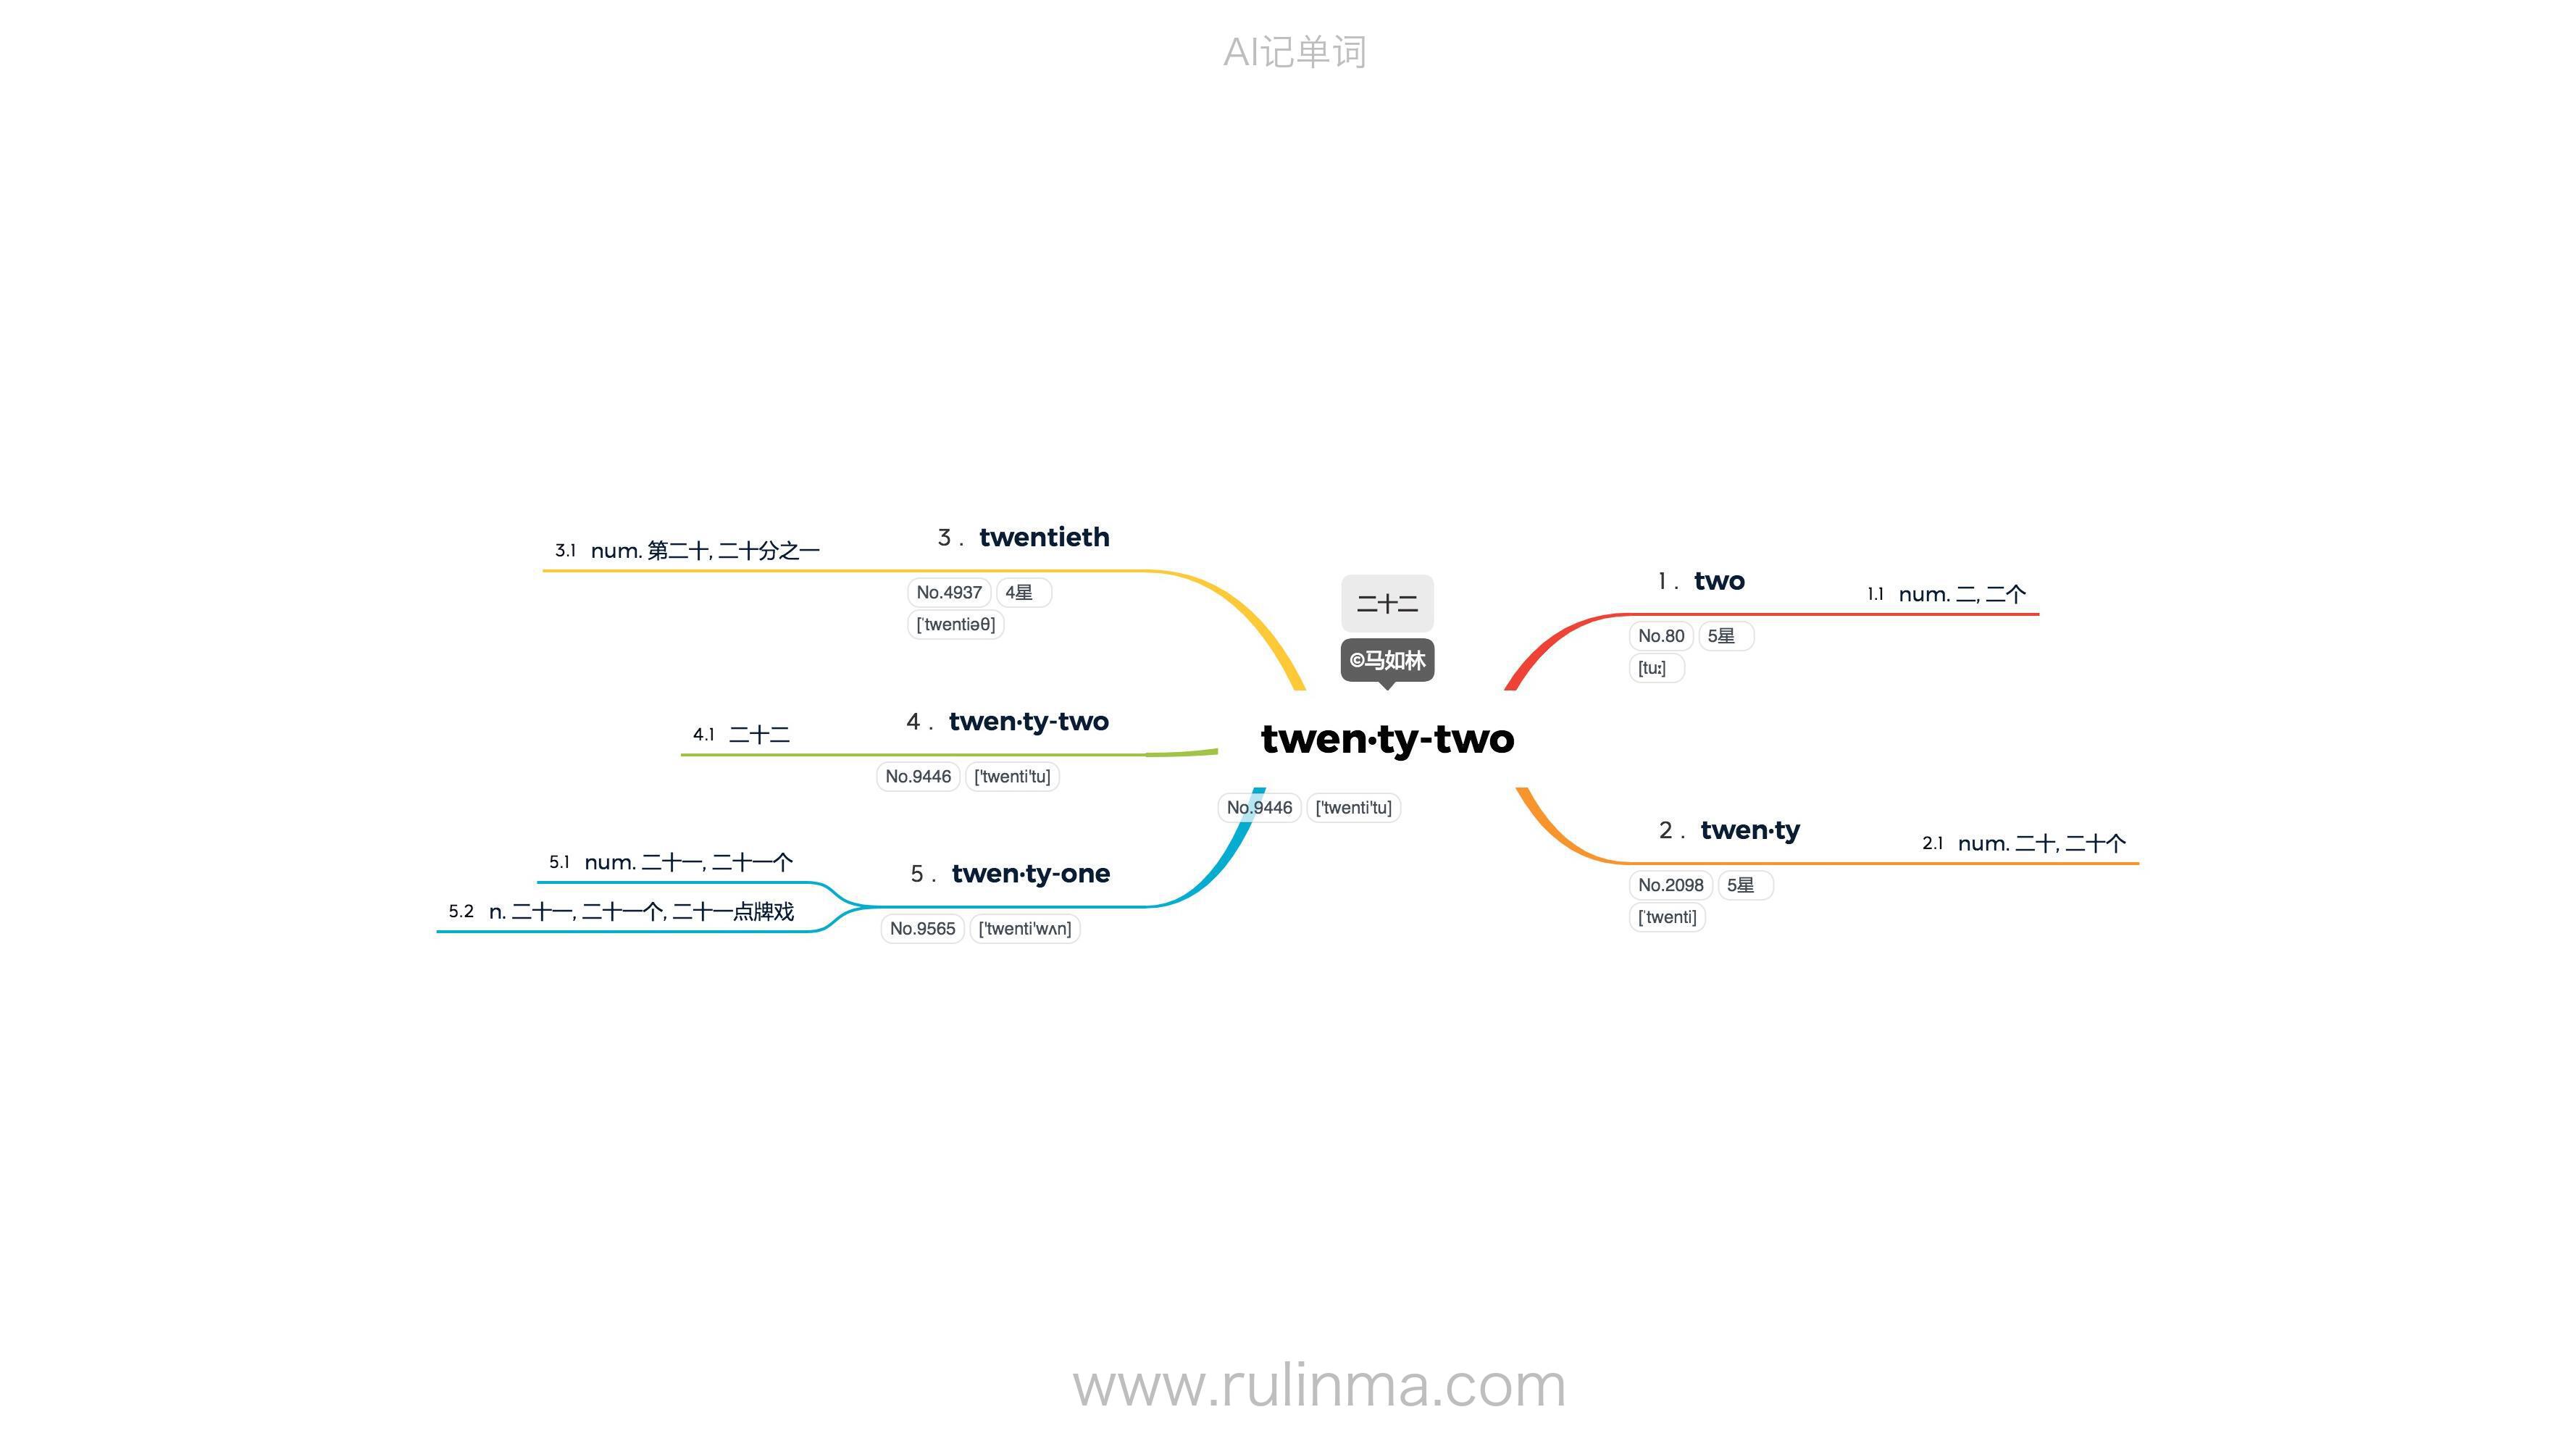 AI记单词
二十二
©马如林
twen·ty-two
No.9446 ['twenti'tu]
1 . two
No.80 5星
[tuː]
1.1 num. 二, 二个
2 . twen·ty
No.2098 5星
[ˈtwenti]
2.1 num. 二十, 二十个
3 . twentieth
No.4937 4星
[ˈtwentiəθ]
3.1 num. 第二十, 二十分之一
4 . twen·ty-two
No.9446 ['twenti'tu]
4.1 二十二
5 . twen·ty-one
No.9565 ['twenti'wʌn]
5.1 num. 二十一, 二十一个
5.2 n. 二十一, 二十一个, 二十一点牌戏
www.rulinma.com